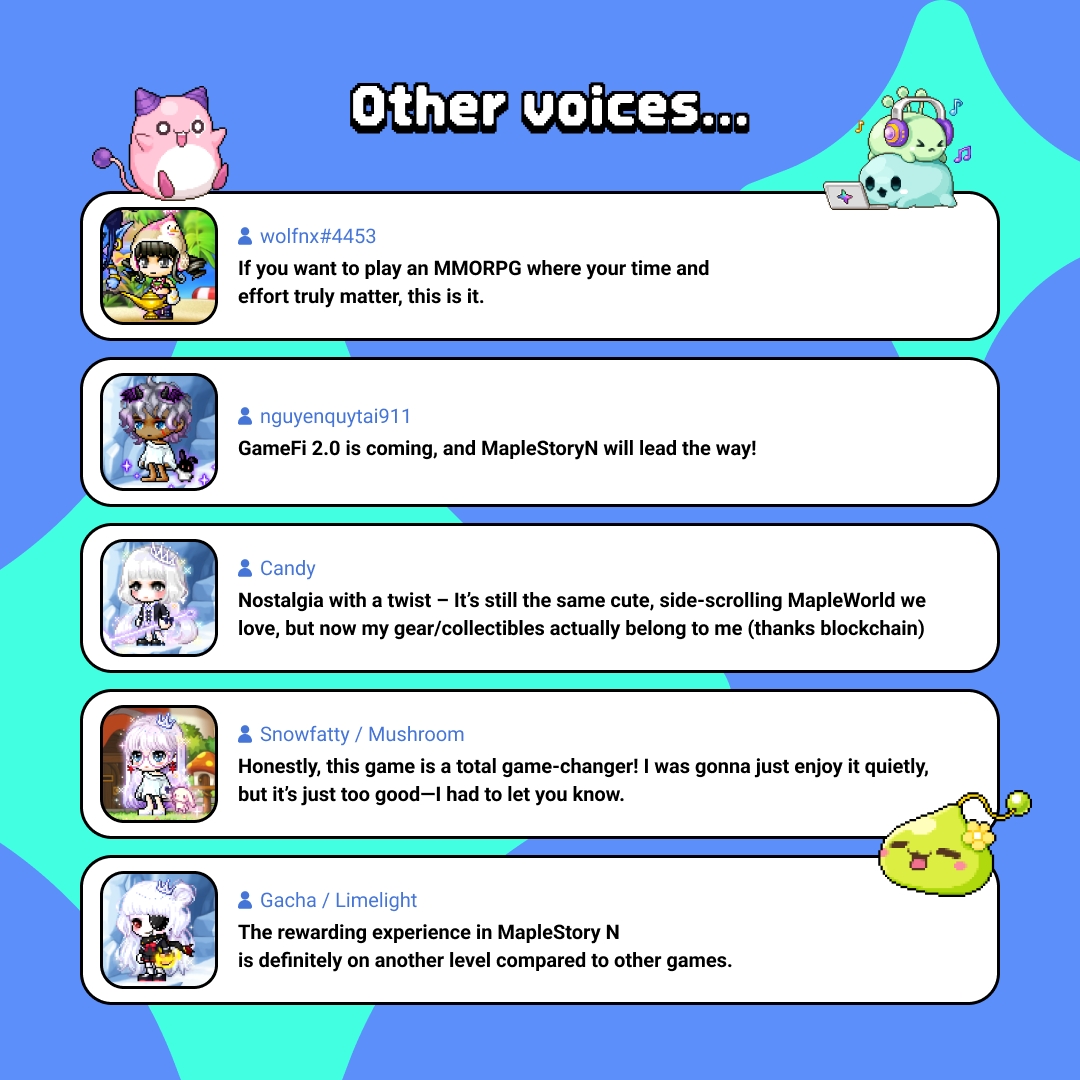 Other voices...
wolfnx#4453
If you want to play an MMORPG where your time and
effort truly matter, this is it.
nguyenquytai911
GameFi 2.0 is coming, and MapleStoryN will lead the way!
Candy
Nostalgia with a twist – It’s still the same cute, side-scrolling MapleWorld we
love, but now my gear/collectibles actually belong to me (thanks blockchain)
Snowfatty / Mushroom
Honestly, this game is a total game-changer! I was gonna just enjoy it quietly,
but it’s just too good—I had to let you know.
Gacha / Limelight
The rewarding experience in MapleStory N
is definitely on another level compared to other games.